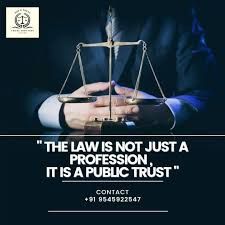 " THE LAW IS NOT JUST A
PROFESSION ,
IT IS A PUBLIC TRUST "
CONTACT
+91 9545922547